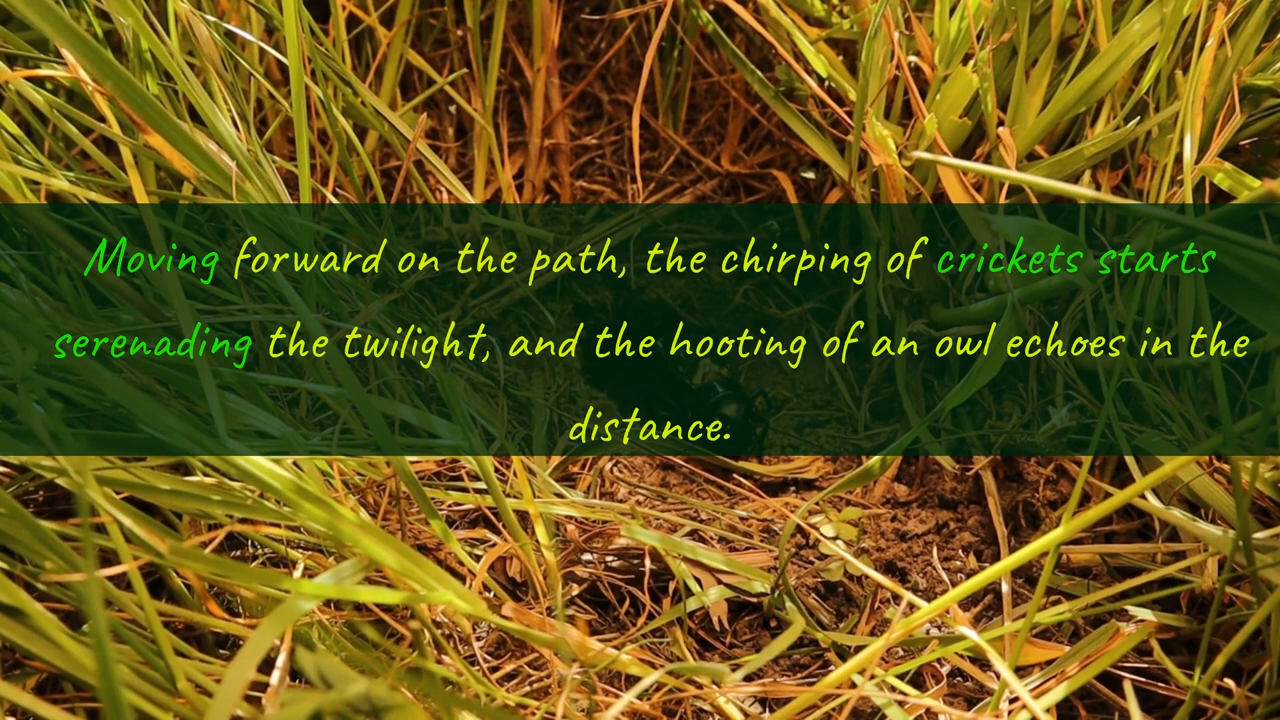 Moving forward on the path, the chirping of crickets starts
serenading the twilight, and the hooting of an owl echoes in the
distance.